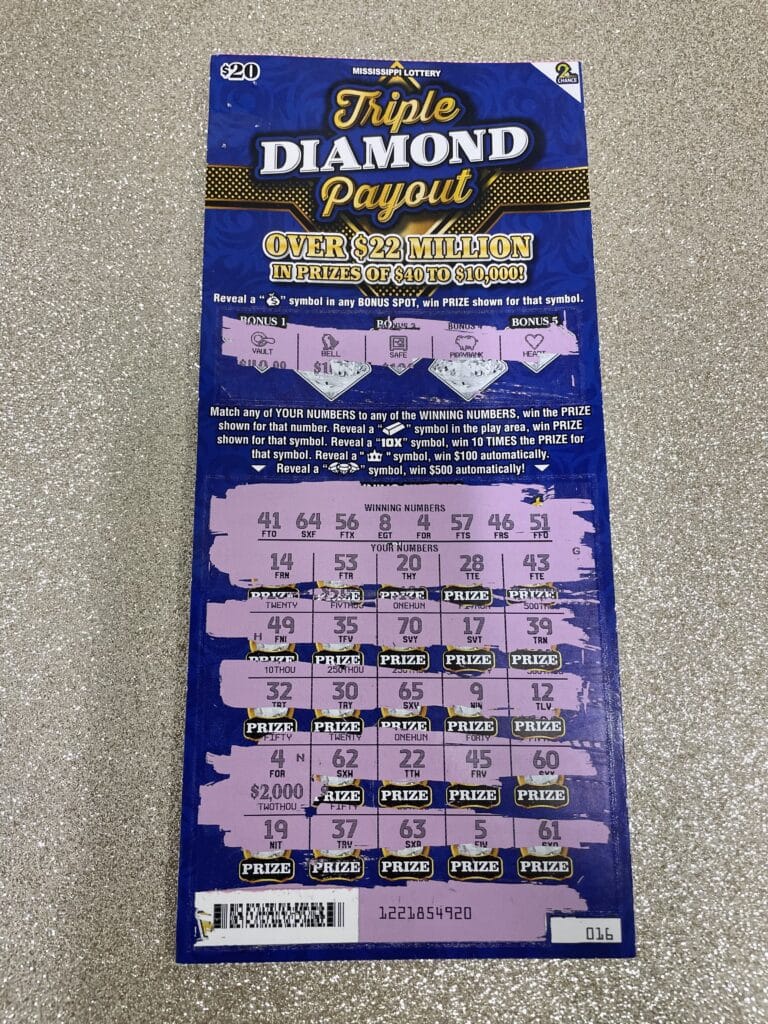 $20
MISSISSIPPI LOTTERY
2ND CHANCE
Triple
DIAMOND
Payout
OVER $22 MILLION
IN PRIZES OF $40 TO $10,000!
Reveal a " " symbol in any BONUS SPOT, win PRIZE shown for that symbol.
BONUS 1 BONUS 5
VAULT BELL SAFE PIGYBANK HEART
Match any of YOUR NUMBERS to any of the WINNING NUMBERS, win the PRIZE
shown for that number. Reveal a " " symbol in the play area, win PRIZE
shown for that symbol. Reveal a "10X" symbol, win 10 TIMES the PRIZE for
that symbol. Reveal a " " symbol, win $100 automatically.
Reveal a " " symbol, win $500 automatically!
WINNING NUMBERS
41 64 56 8 4 57 46 51
FTO SXF FTX EGT FOR FTS FRS FFO
YOUR NUMBERS
G
14 53 20 28 43
FRN FTR THY TTE FTE
PRIZE PRIZE PRIZE PRIZE PRIZE
TWENTY FIVTHOU ONEHUN
H 49 35 70 17 39
FNI TFV SVY SVT TRN
PRIZE PRIZE PRIZE PRIZE PRIZE
10THOU
32 30 65 9 12
TRT TRY SXV NIN TLV
PRIZE PRIZE PRIZE PRIZE PRIZE
FIFTY TWENTY ONEHUN FORTY
4 N 62 22 45 60
FOR SXW TTW FRV SXY
$2,000 PRIZE PRIZE PRIZE PRIZE
TWOTHOU FIFTY
19 37 63 5 61
NIT TRV SXR FIV SXO
PRIZE PRIZE PRIZE PRIZE PRIZE
1221854920
016